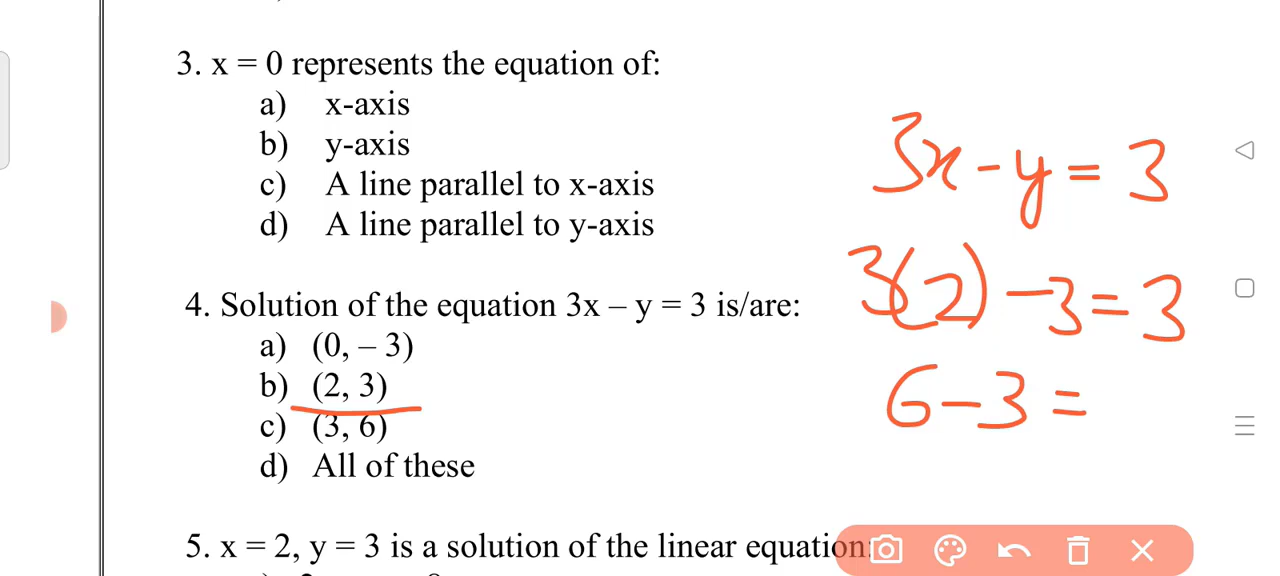 3. x = 0 represents the equation of:
a) x-axis
b) y-axis
c) A line parallel to x-axis
d) A line parallel to y-axis
4. Solution of the equation 3x – y = 3 is/are:
a) (0, – 3)
b) (2, 3)
c) (3, 6)
d) All of these
5. x = 2, y = 3 is a solution of the linear equation:
3x - y = 3
3(2) - 3 = 3
6 - 3 =